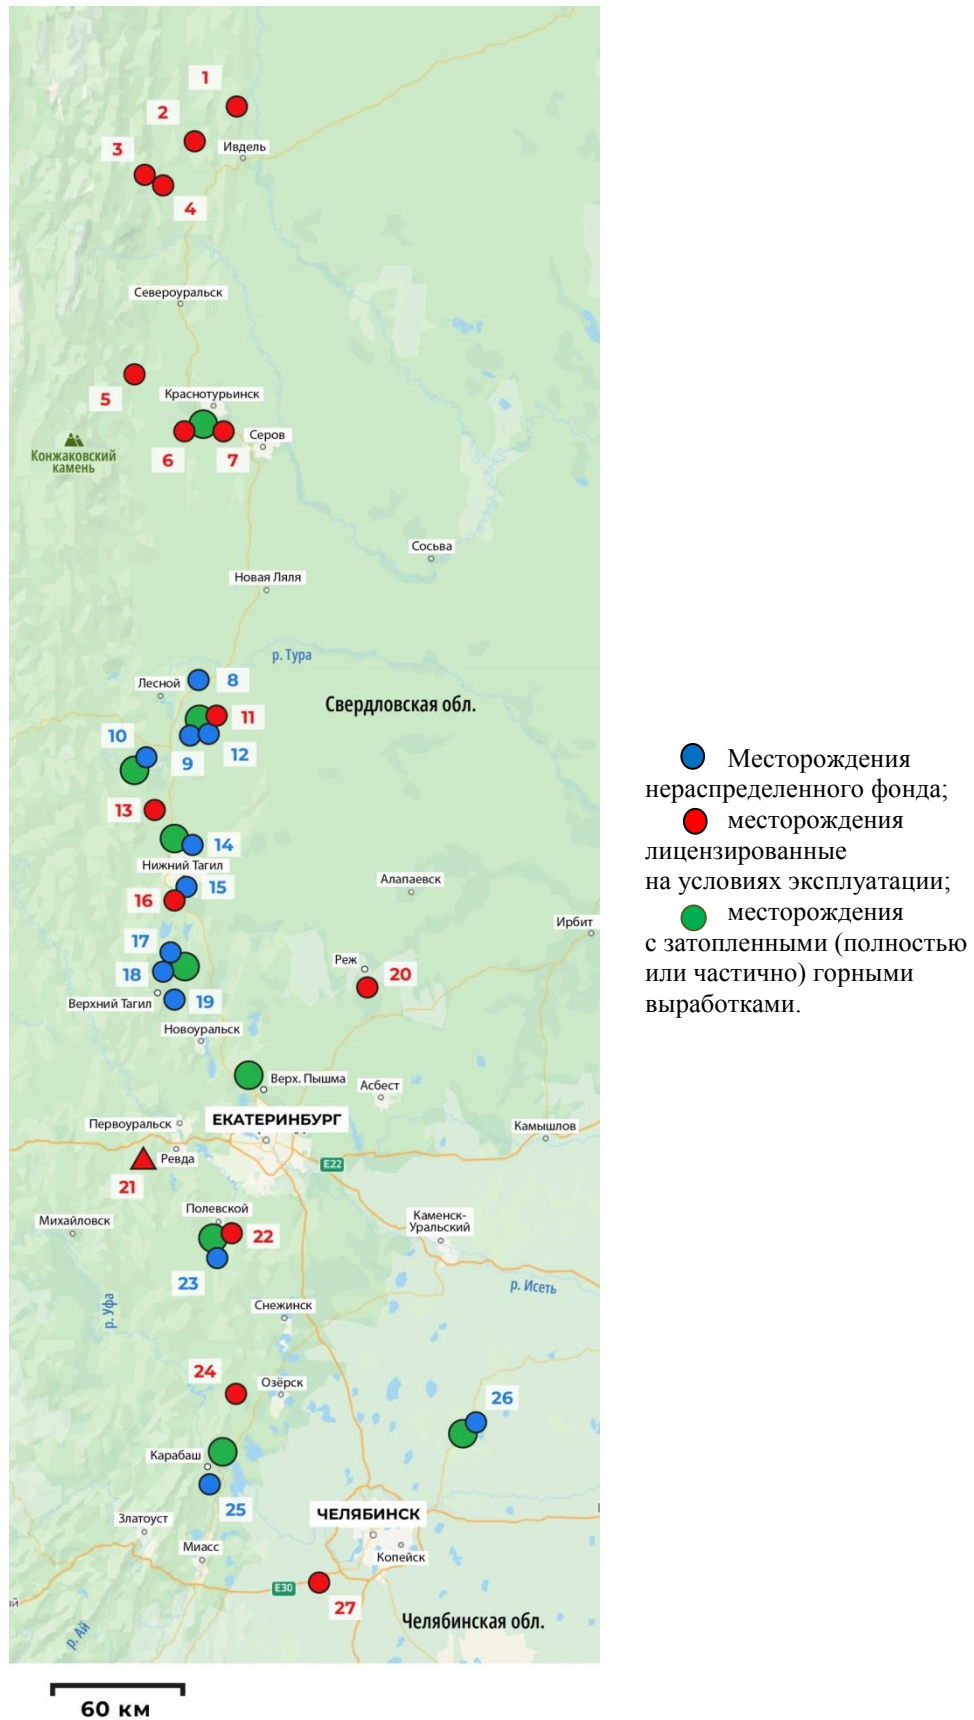 1
2
Ивдель
3
4
Североуральск
5
Краснотурьинск
Серов
Конжаковский
камень
6
7
Сосьва
Новая Ляля
р. Тура
Лесной
8
Свердловская обл.
11
10
12
9
Месторождения
нераспределенного фонда;
месторождения
лицензированные
на условиях эксплуатации;
месторождения
с затопленными (полностью
или частично) горными
выработками.
13
14
Нижний Тагил
15
Алапаевск
16
Ирбит
17
Реж
18
20
Верхний Тагил
19
Новоуральск
Верх. Пышма
Асбест
Первоуральск
ЕКАТЕРИНБУРГ
Камышлов
Ревда
E22
21
Полевской
Михайловск
Каменск-
Уральский
22
23
р. Исеть
р. Уфа
Снежинск
24
Озёрск
26
Карабаш
25
ЧЕЛЯБИНСК
Златоуст
Миасс
Копейск
E30
ий
27
Челябинская обл.
р. Ай
60 км